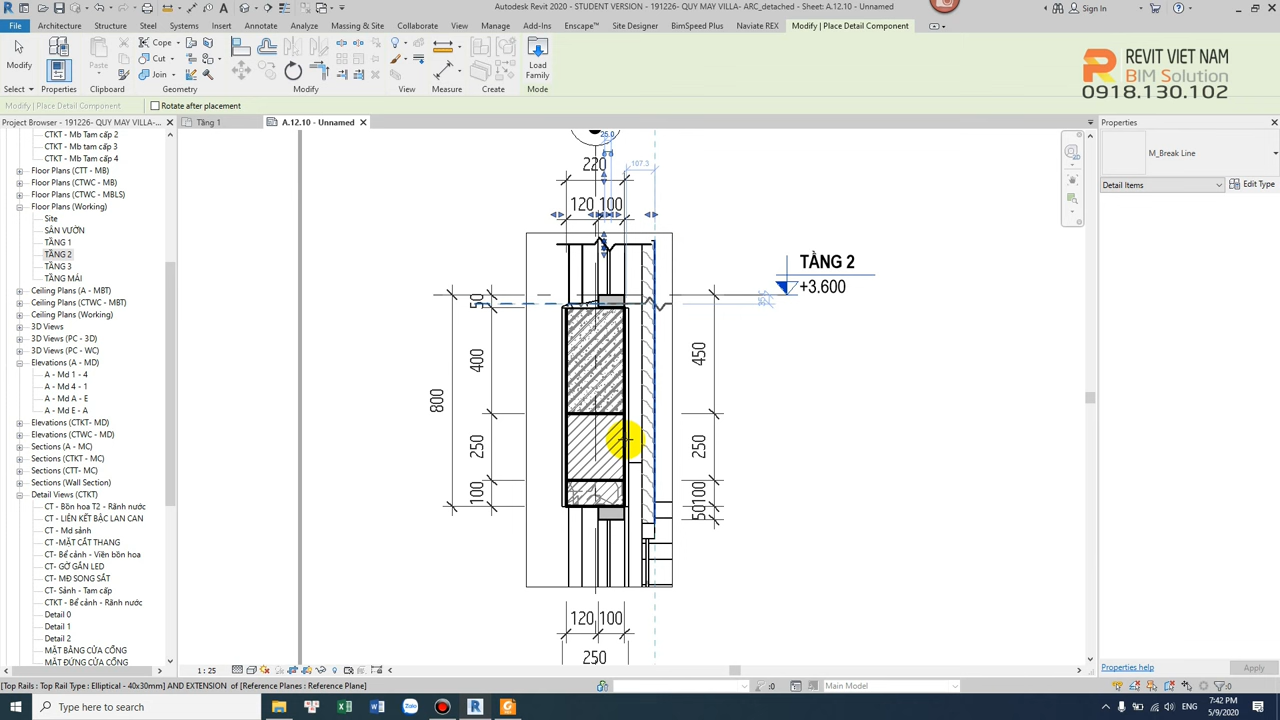 Autodesk Revit 2020 - STUDENT VERSION - 191226- QUY MAY VILLA- ARC_detached - Sheet: A.12.10 - Unnamed
Sign In
File Architecture Structure Systems Insert Annotate Analyze Massing & Site Collaborate View Manage Add-Ins Enscape™ Site Designer BimSpeed Plus Naviate REX Modify | Place Detail Component
Modify
Paste
Cope
Cut
Join
Load
Family
Select Properties Clipboard Geometry Modify View Measure Create Mode
REVIT VIET NAM
BIM Solution
0918.130.102
Modify | Place Detail Component Rotate after placement
Project Browser - 191226- QUY MAY VILLA-...
Tầng 1
A.12.10 - Unnamed
Properties
CTKT - Mb Tam cấp 2
CTKT - Mb tam cấp 3
CTKT - Mb Tam cấp 4
Floor Plans (CTT - MB)
Floor Plans (CTWC - MB)
Floor Plans (CTWC - MBLS)
Floor Plans (Working)
Site
SÂN VƯỜN
TẦNG 1
TẦNG 2
TẦNG 3
TẦNG MÁI
Ceiling Plans (A - MBT)
Ceiling Plans (CTWC - MBT)
Ceiling Plans (Working)
3D Views
3D Views (PC - 3D)
3D Views (PC - WC)
Elevations (A - MD)
A - Md 1 - 4
A - Md 4 - 1
A - Md A - E
A - Md E - A
Elevations (CTKT- MD)
Elevations (CTWC - MD)
Sections (A - MC)
Sections (CTT- MC)
Sections (Wall Section)
Detail Views (CTKT)
CT - Bồn hoa T2 - Rãnh nước
CT - LIÊN KẾT BẬC LAN CAN
CT - Md sảnh
CT -MẶT CẮT THANG
CT- Bể cảnh - Viền bồn hoa
CT- GỜ GẮN LED
CT- MĐ SONG SẮT
CT- Sảnh - Tam cấp
CTKT - Bể cảnh - Rãnh nước
Detail 0
Detail 1
Detail 2
MẶT BẰNG CỬA CỔNG
MẶT ĐỨNG CỬA CỔNG
M_Break Line
Detail Items
Edit Type
25.0
220
107.3
120 100
TẦNG 2
+3.600
50
400
450
800
250
250
100
100
50
120 100
250
1 : 25
Properties help
Apply
[Top Rails : Top Rail Type : Elliptical - 40x30mm] AND EXTENSION of [Reference Planes : Reference Plane]
:0
Main Model
:0
Type here to search
ENG
7:42 PM
5/9/2020